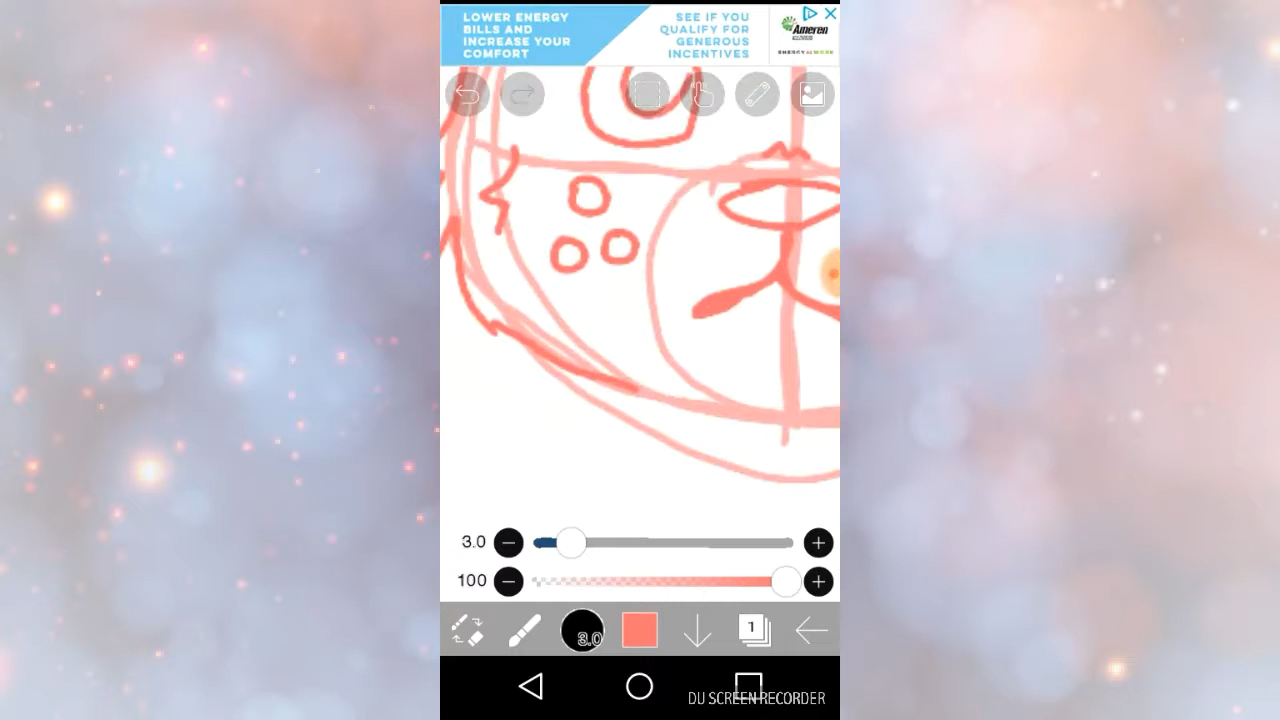 LOWER ENERGY
BILLS AND
INCREASE YOUR
COMFORT
SEE IF YOU
QUALIFY FOR
GENEROUS
INCENTIVES
Ameren
3.0
100
3.0
1
DU SCREEN RECORDER